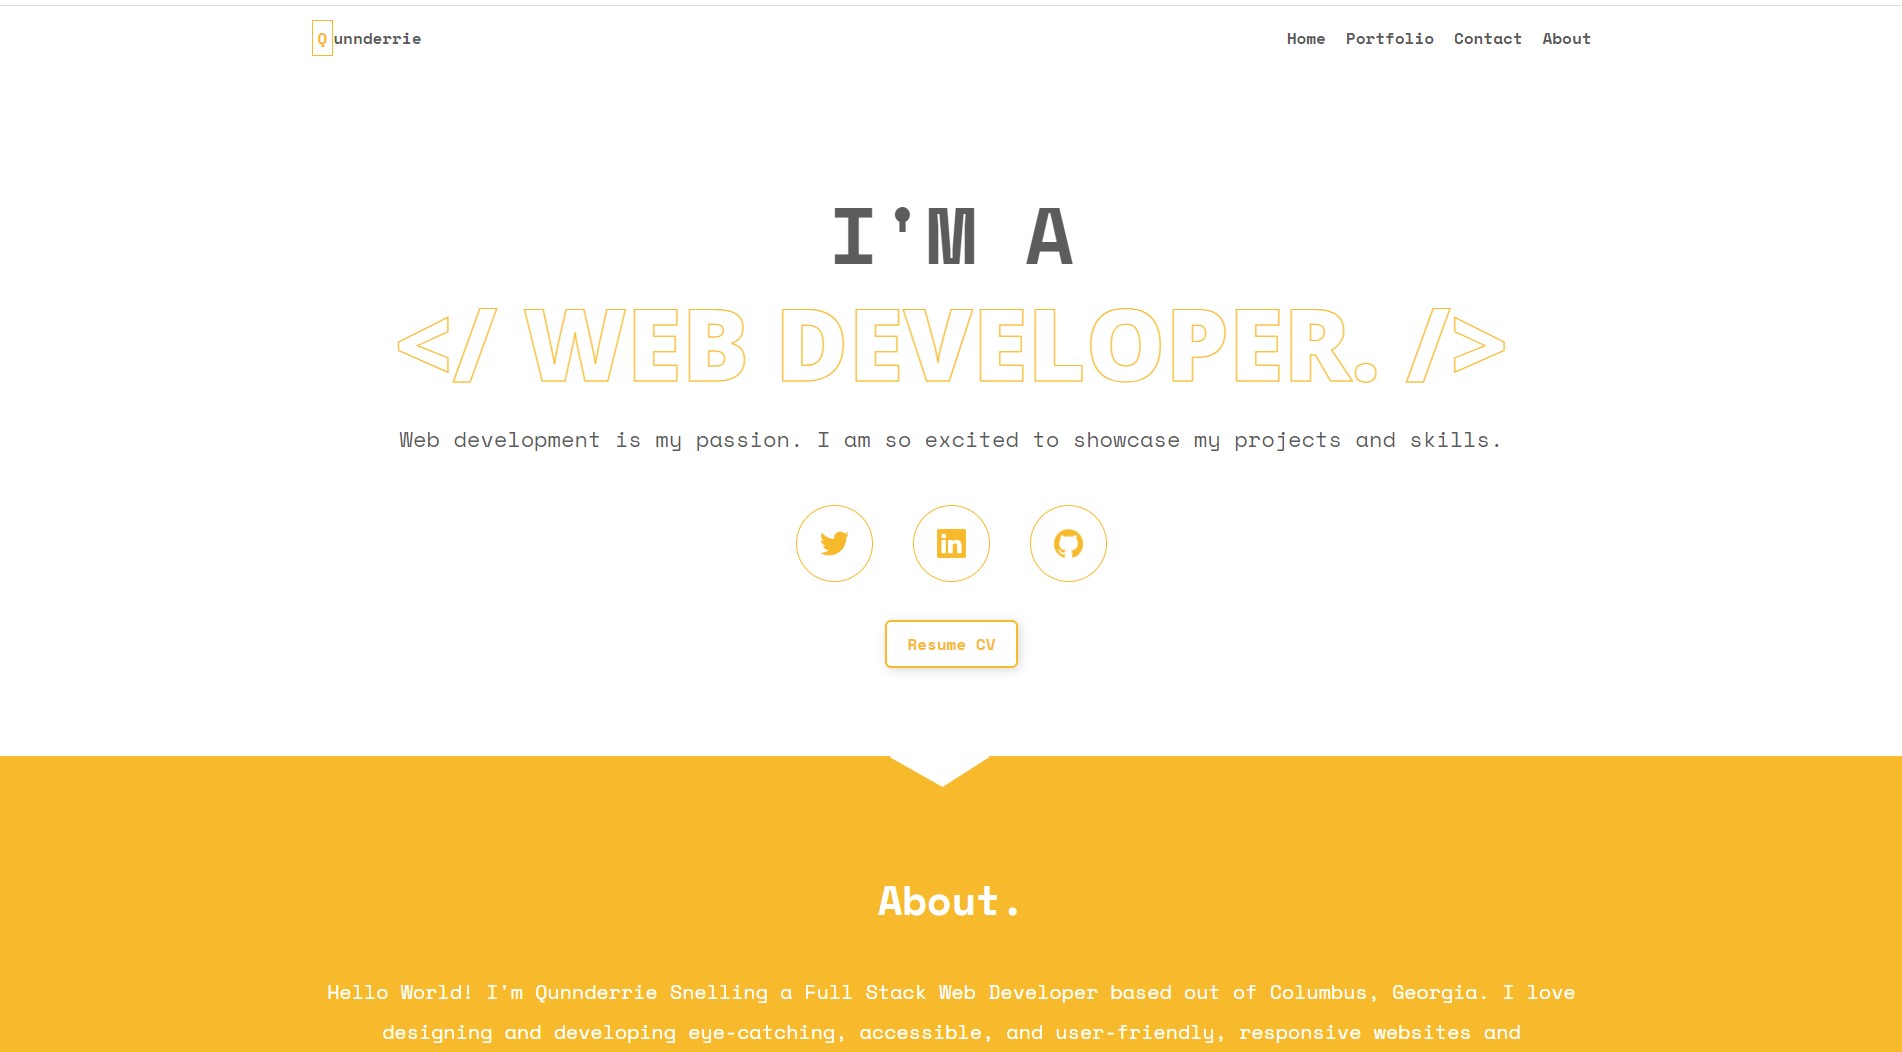 Qunnderrie
Home Portfolio Contact About
I'M A
</ WEB DEVELOPER. />
Web development is my passion. I am so excited to showcase my projects and skills.
in
Resume CV
About.
Hello World! I'm Qunnderrie Snelling a Full Stack Web Developer based out of Columbus, Georgia. I love
designing and developing eye-catching, accessible, and user-friendly, responsive websites and